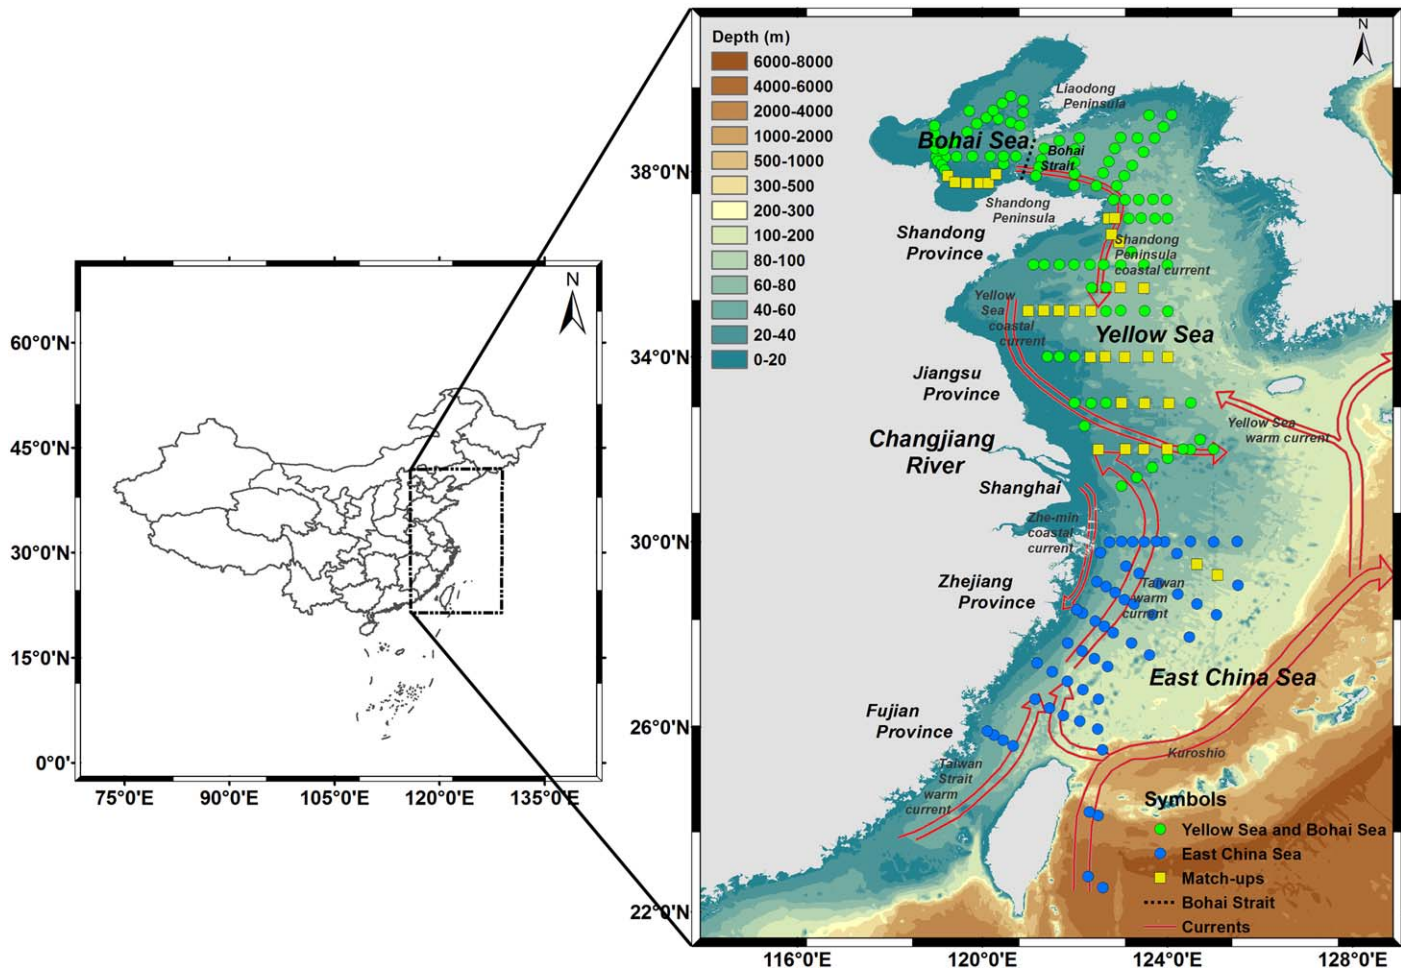 N
60°0'N
45°0'N
30°0'N
15°0'N
0°0'
75°0'E
90°0'E
105°0'E
120°0'E
135°0'E
Depth (m)
6000-8000
4000-6000
2000-4000
1000-2000
500-1000
300-500
200-300
100-200
80-100
60-80
40-60
20-40
0-20
N
38°0'N
34°0'N
30°0'N
26°0'N
22°0'N
116°0'E
120°0'E
124°0'E
128°0'E
Liaodong
Peninsula
Bohai Sea
Bohai
Strait
Shandong
Peninsula
Shandong
Province
Shandong
Peninsula
coastal current
Yellow
Sea
coastal
current
Yellow Sea
Jiangsu
Province
Yellow Sea
warm current
Changjiang
River
Shanghai
Zhe-min
coastal
current
Zhejiang
Province
Taiwan
warm
current
East China Sea
Fujian
Province
Taiwan
Strait
warm
current
Kuroshio
Symbols
Yellow Sea and Bohai Sea
East China Sea
Match-ups
Bohai Strait
Currents